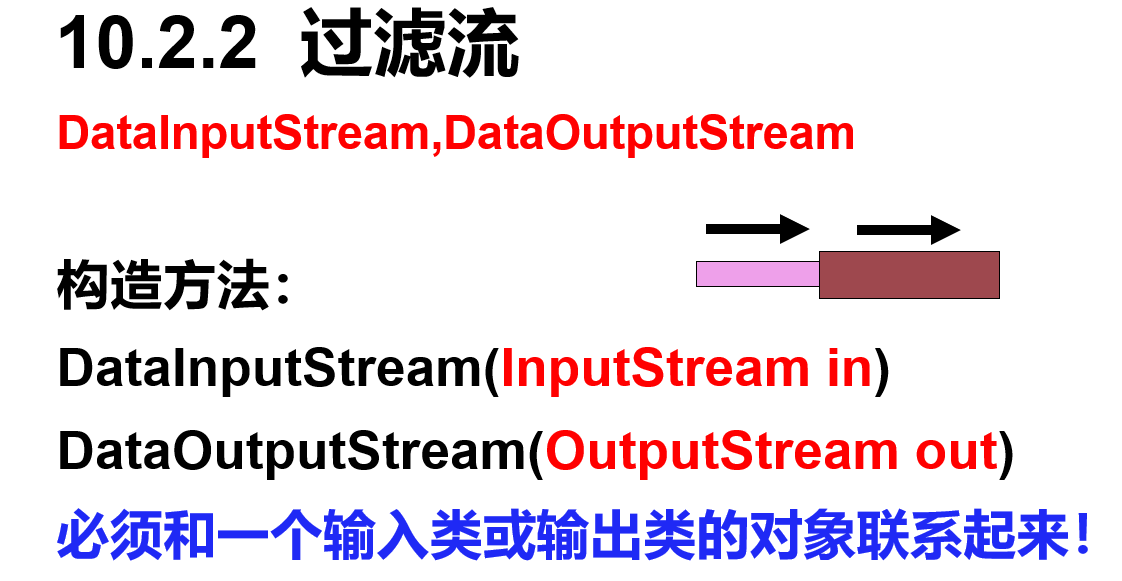 10.2.2 过滤流
DataInputStream,DataOutputStream
构造方法：
DataInputStream(InputStream in)
DataOutputStream(OutputStream out)
必须和一个输入类或输出类的对象联系起来！